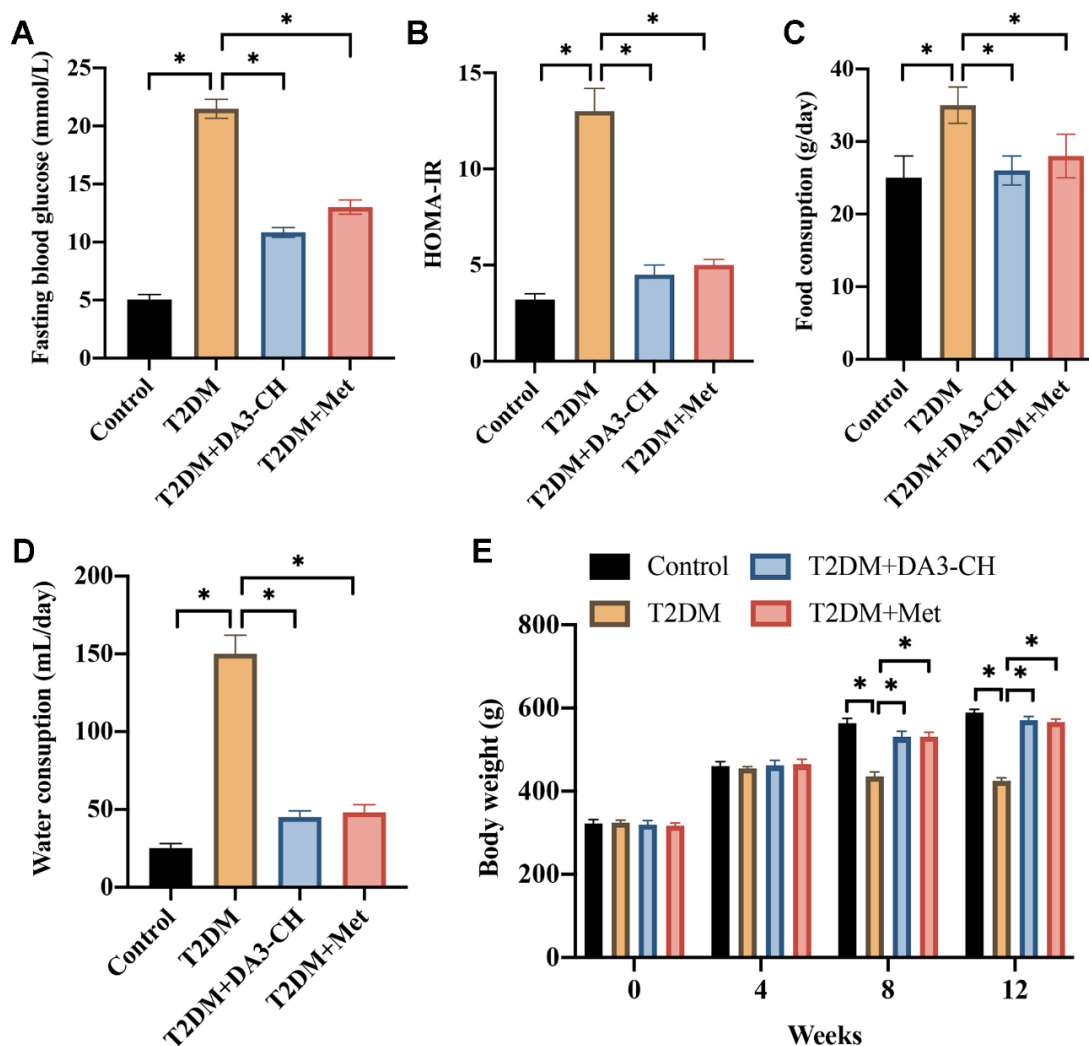 A
Fasting blood glucose (mmol/L)
25
20
15
10
5
0
*
*
*
Control
T2DM
T2DM+DA3-CH
T2DM+Met
B
HOMA-IR
15
10
5
0
*
*
*
Control
T2DM
T2DM+DA3-CH
T2DM+Met
C
Food consuption (g/day)
40
30
20
10
0
*
*
*
Control
T2DM
T2DM+DA3-CH
T2DM+Met
D
Water consuption (mL/day)
200
150
100
50
0
*
*
*
Control
T2DM
T2DM+DA3-CH
T2DM+Met
E
Control
T2DM+DA3-CH
T2DM
T2DM+Met
Body weight (g)
800
600
400
200
0
*
*
*
*
*
*
0
4
8
12
Weeks